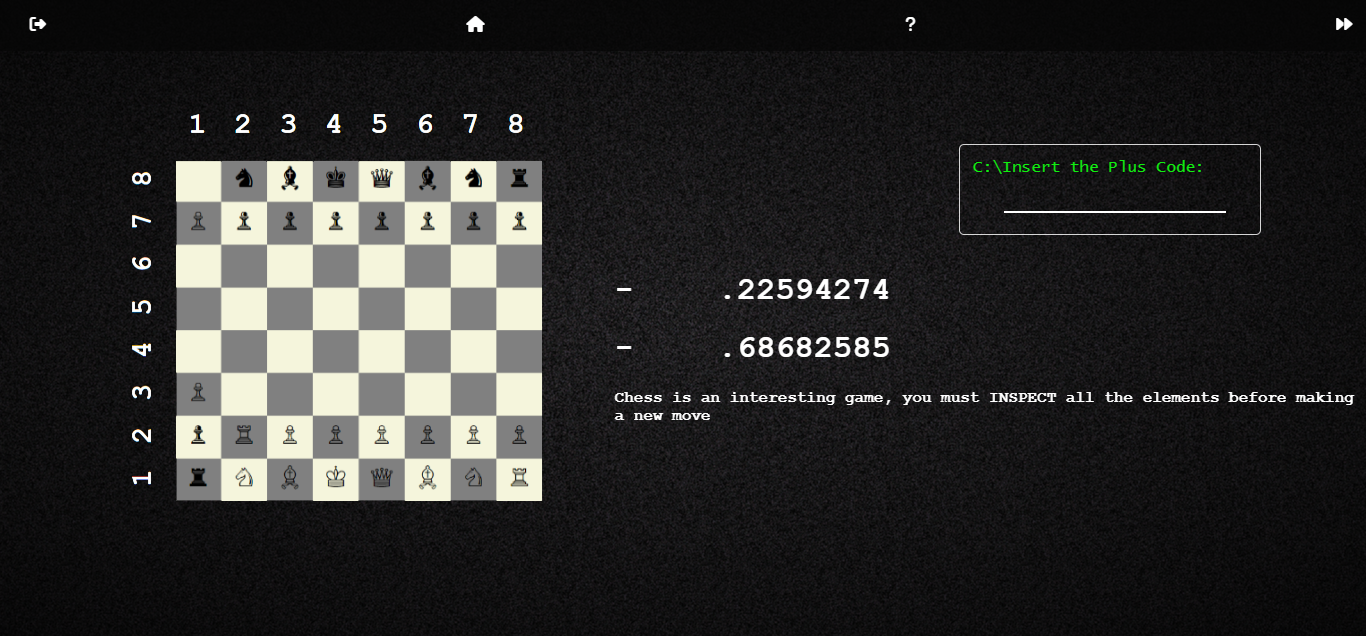 ?
1 2 3 4 5 6 7 8
8
7
6
5
4
3
2
1
C:\Insert the Plus Code:
- .22594274
- .68682585
Chess is an interesting game, you must INSPECT all the elements before making
a new move